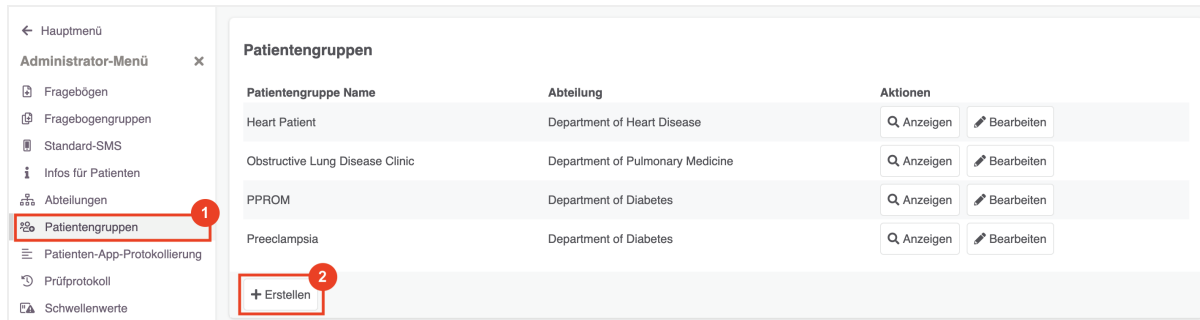 Hauptmenü
Administrator-Menü
Fragebögen
Fragebogengruppen
Standard-SMS
Infos für Patienten
Abteilungen
1
Patientengruppen
Patienten-App-Protokollierung
Prüfprotokoll
Schwellenwerte
Patientengruppen
Patientengruppe Name Abteilung Aktionen
Heart Patient Department of Heart Disease Anzeigen Bearbeiten
Obstructive Lung Disease Clinic Department of Pulmonary Medicine Anzeigen Bearbeiten
PPROM Department of Diabetes Anzeigen Bearbeiten
Preeclampsia Department of Diabetes Anzeigen Bearbeiten
2
+ Erstellen